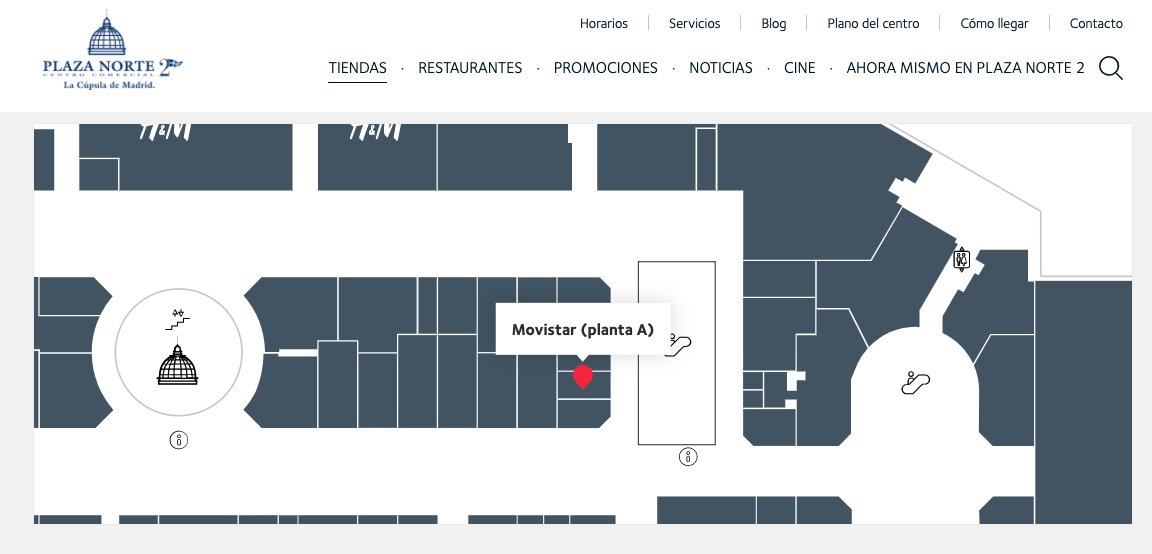 Horarios
Servicios
Blog
Plano del centro
Cómo llegar
Contacto
PLAZA NORTE 2
CENTRO COMERCIAL
La Cúpula de Madrid.
TIENDAS · RESTAURANTES · PROMOCIONES · NOTICIAS · CINE · AHORA MISMO EN PLAZA NORTE 2
H&M
H&M
Movistar (planta A)